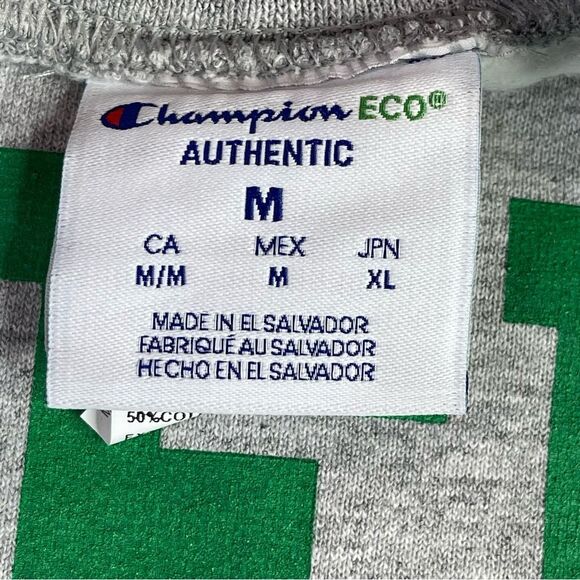 Champion ECO®
AUTHENTIC
M
CA MEX JPN
M/M M XL
MADE IN EL SALVADOR
FABRIQUÉ AU SALVADOR
HECHO EN EL SALVADOR